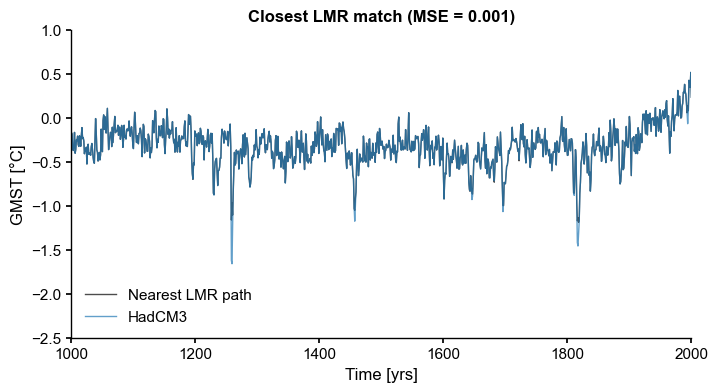 Closest LMR match (MSE = 0.001)
1.0
0.5
0.0
−0.5
−1.0
−1.5
−2.0
−2.5
GMST [°C]
Nearest LMR path
HadCM3
1000
1200
1400
1600
1800
2000
Time [yrs]